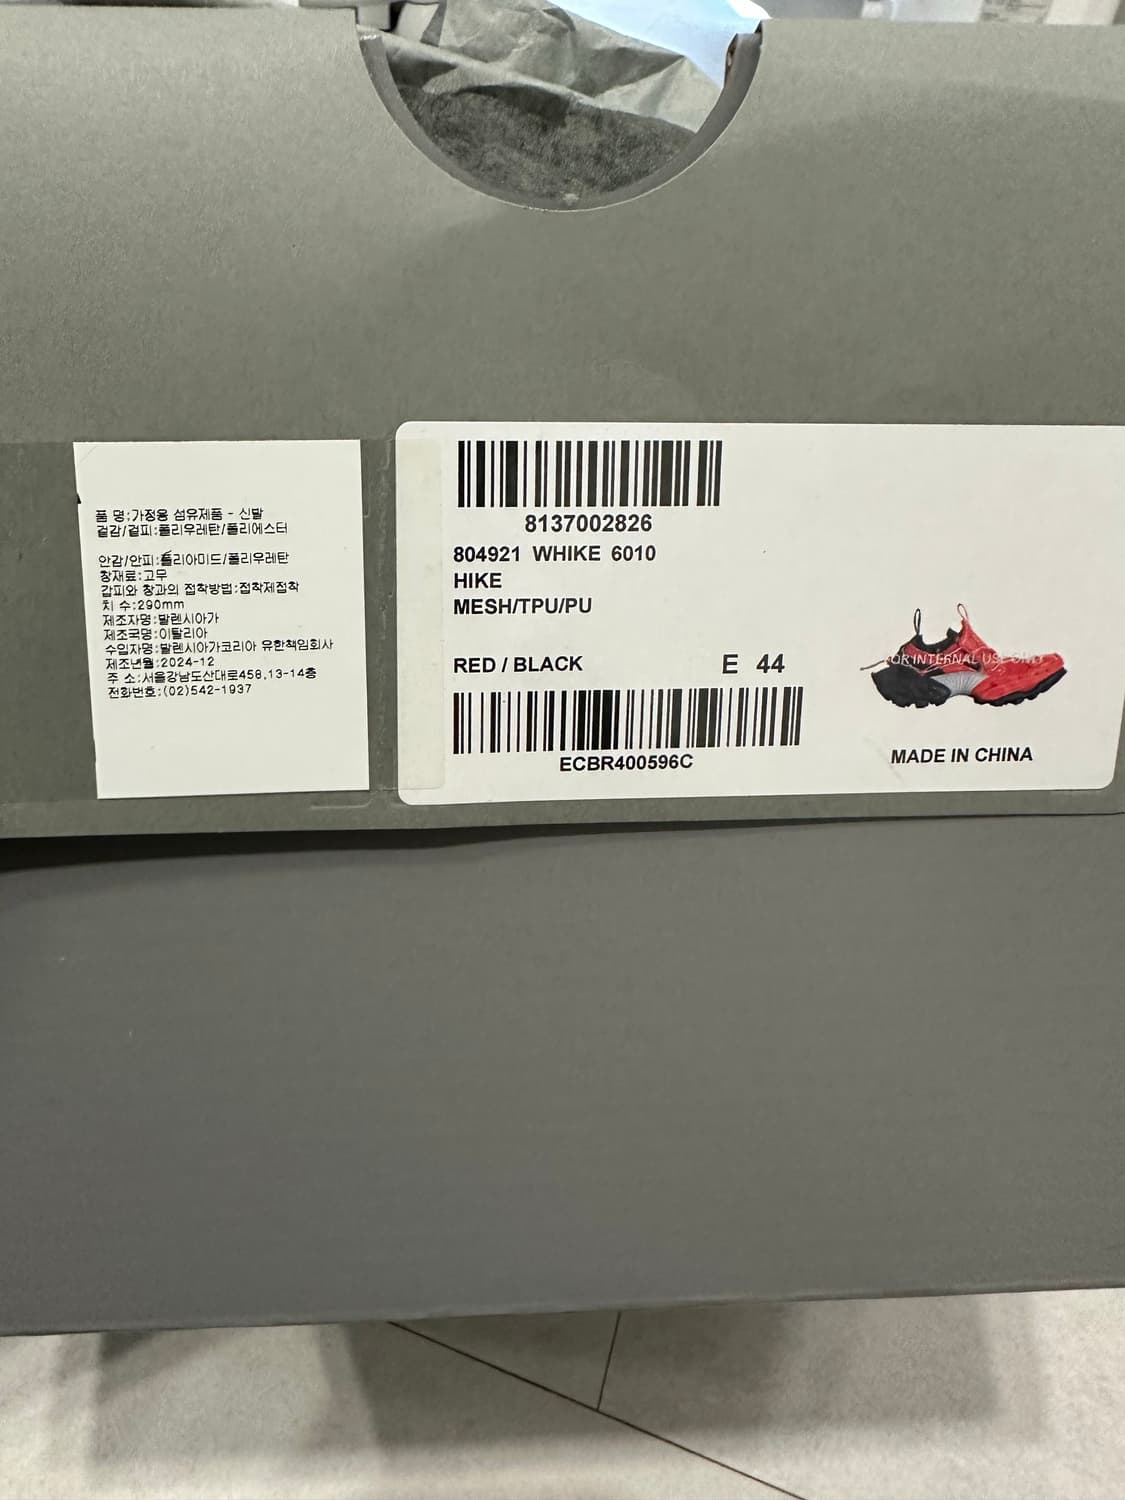 품 명:가정용 섬유제품 - 신발
겉감/겉피:폴리우레탄/폴리에스터
안감/안피:폴리아미드/폴리우레탄
창재료:고무
갑피와 창과의 접착방법:접착제접착
치 수:290mm
제조자명:발렌시아가
제조국명:이탈리아
수입자명:발렌시아가코리아 유한책임회사
제조년월:2024-12
주 소:서울강남도산대로458,13-14층
전화번호:(02)542-1937
8137002826
804921 WHIKE 6010
HIKE
MESH/TPU/PU
RED / BLACK E 44
ECBR400596C
FOR INTERNAL USE ONLY
MADE IN CHINA